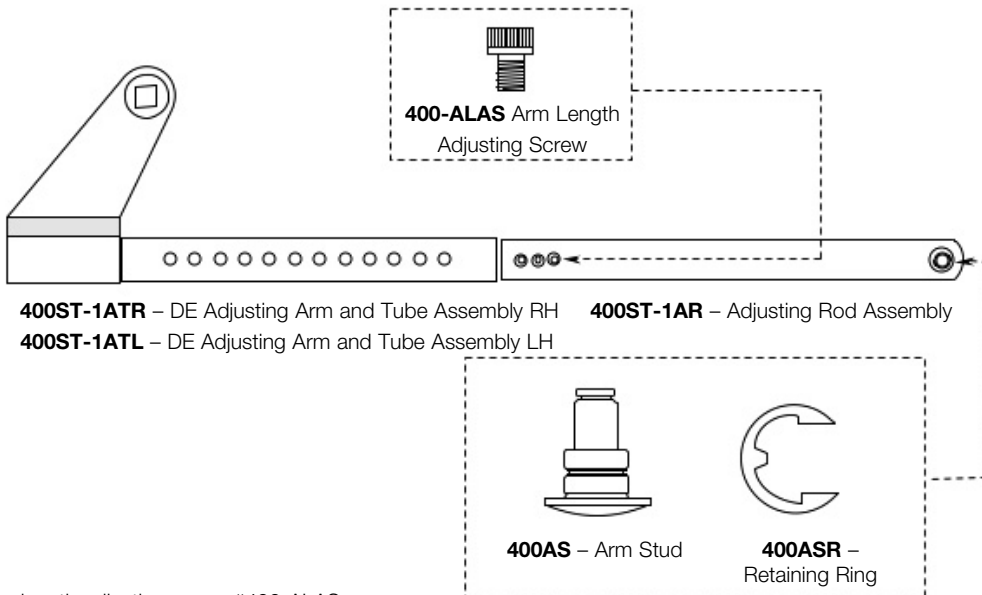 400-ALAS Arm Length
Adjusting Screw
400ST-1ATR – DE Adjusting Arm and Tube Assembly RH
400ST-1AR – Adjusting Rod Assembly
400ST-1ATL – DE Adjusting Arm and Tube Assembly LH
400AS – Arm Stud
400ASR –
Retaining Ring